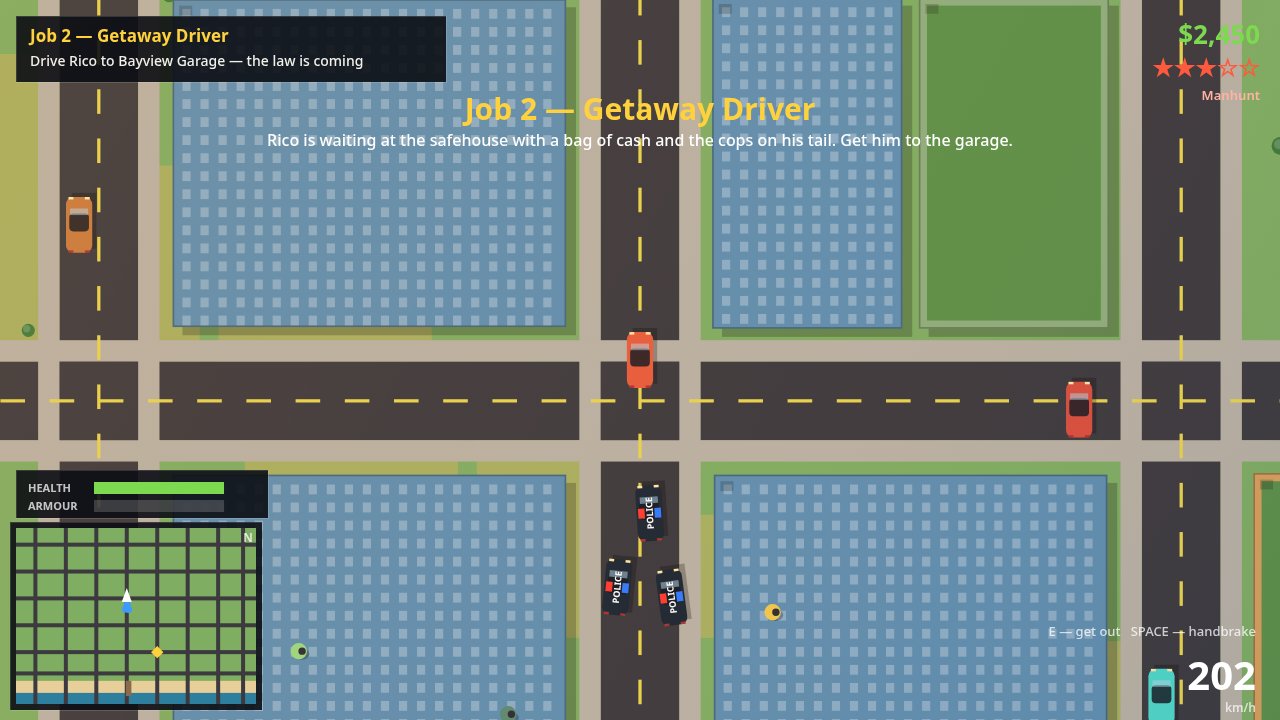 Job 2 — Getaway Driver
Drive Rico to Bayview Garage — the law is coming
$2,450
★★★☆☆
Manhunt
Job 2 — Getaway Driver
Rico is waiting at the safehouse with a bag of cash and the cops on his tail. Get him to the garage.
HEALTH
ARMOUR
N
POLICE
POLICE
POLICE
E — get out SPACE — handbrake
202
km/h